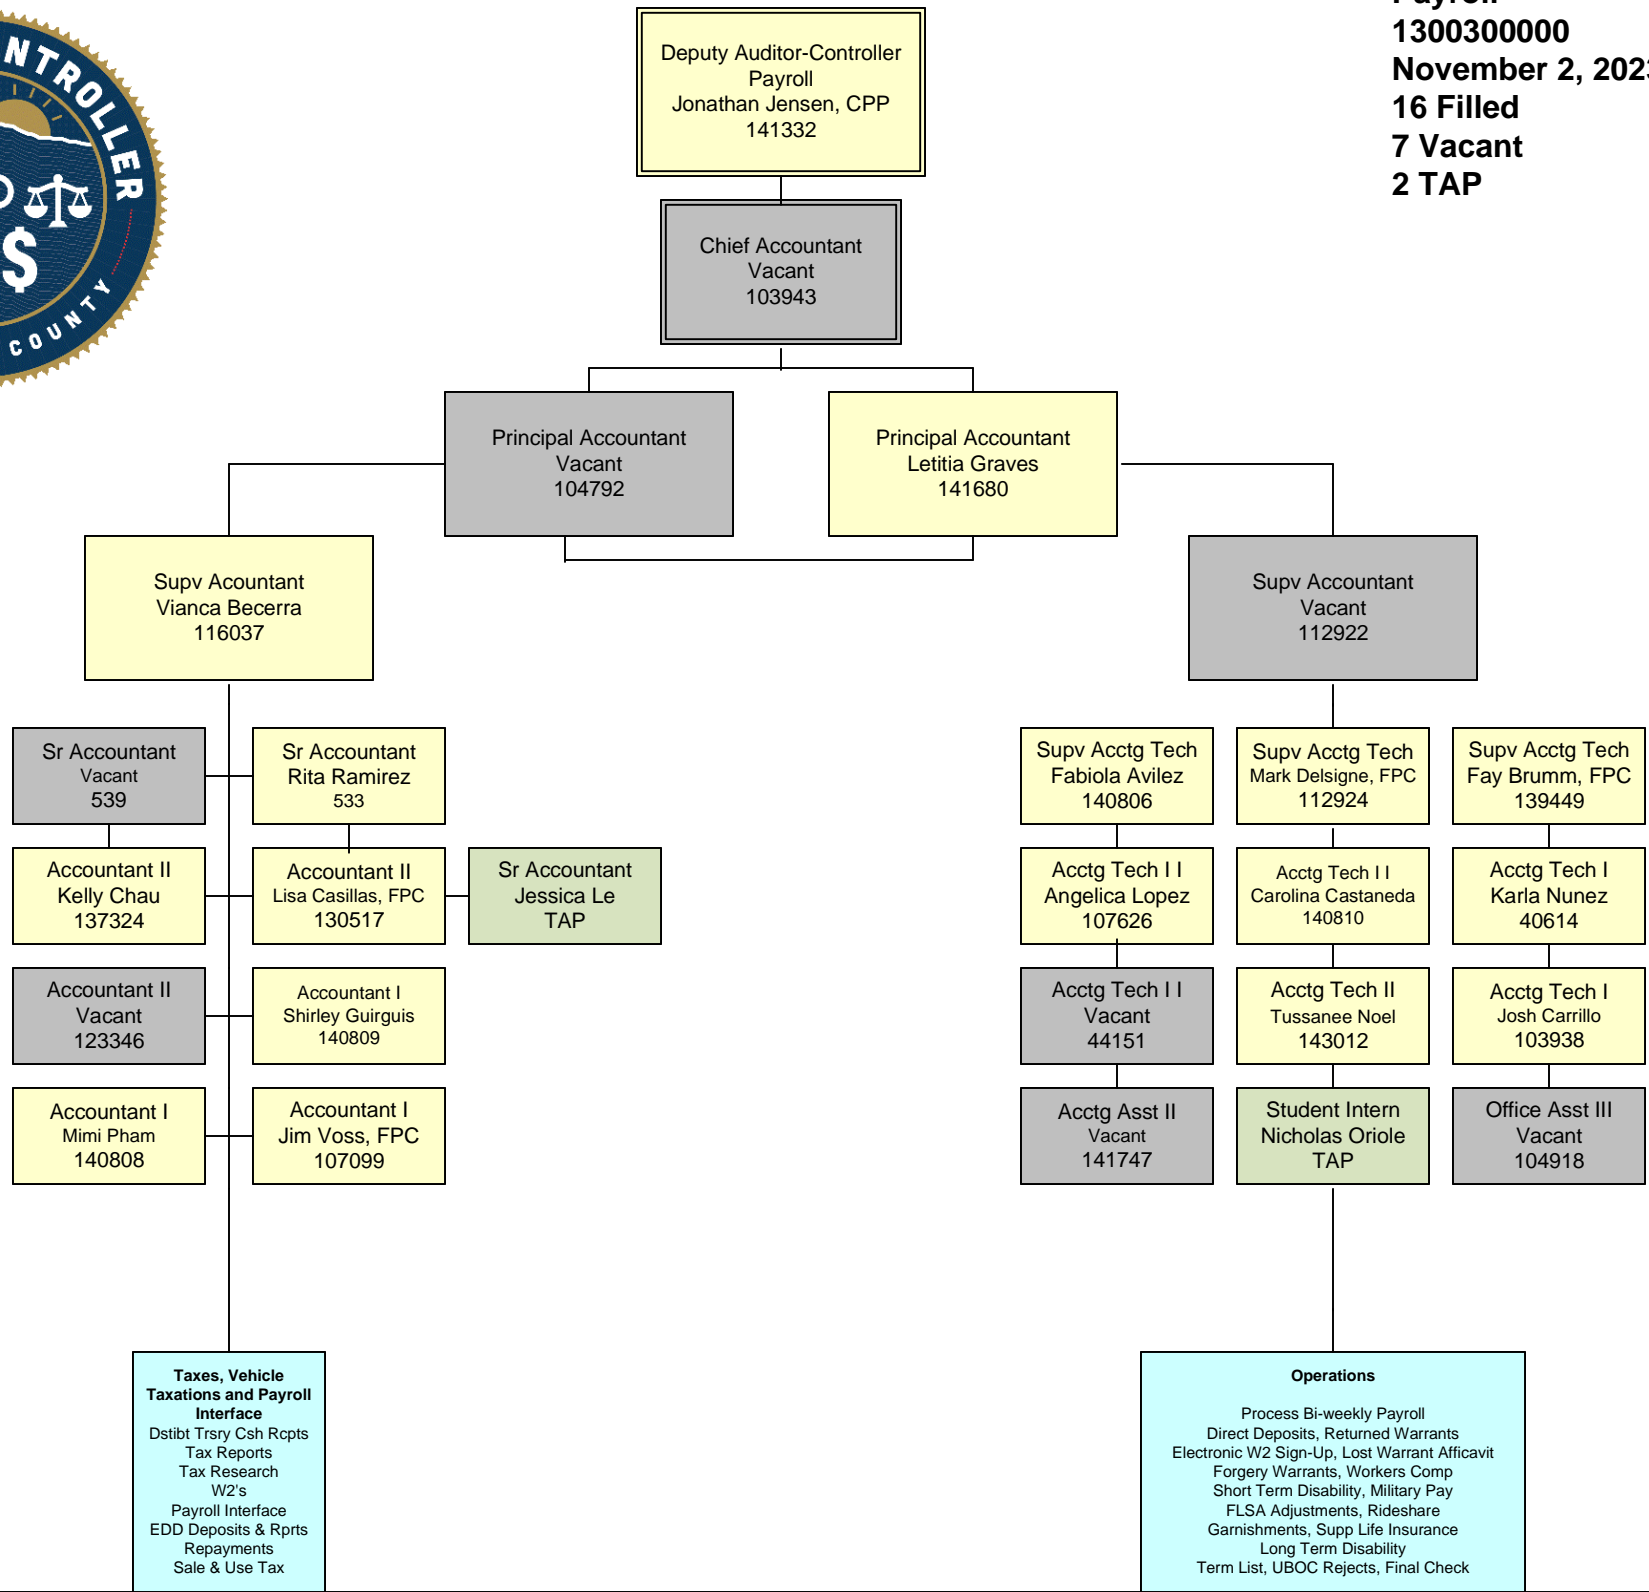 Payroll
1300300000
November 2, 202
16 Filled
7 Vacant
2 TAP
NTROLLER
$
COUNTY
Deputy Auditor-Controller
Payroll
Jonathan Jensen, CPP
141332
Chief Accountant
Vacant
103943
Principal Accountant
Vacant
104792
Principal Accountant
Letitia Graves
141680
Supv Acountant
Vianca Becerra
116037
Supv Accountant
Vacant
112922
Sr Accountant
Vacant
539
Sr Accountant
Rita Ramirez
533
Accountant II
Kelly Chau
137324
Accountant II
Lisa Casillas, FPC
130517
Sr Accountant
Jessica Le
TAP
Accountant II
Vacant
123346
Accountant I
Shirley Guirguis
140809
Accountant I
Mimi Pham
140808
Accountant I
Jim Voss, FPC
107099
Supv Acctg Tech
Fabiola Avilez
140806
Supv Acctg Tech
Mark Delsigne, FPC
112924
Supv Acctg Tech
Fay Brumm, FPC
139449
Acctg Tech I I
Angelica Lopez
107626
Acctg Tech I I
Carolina Castaneda
140810
Acctg Tech I
Karla Nunez
40614
Acctg Tech I I
Vacant
44151
Acctg Tech II
Tussanee Noel
143012
Acctg Tech I
Josh Carrillo
103938
Acctg Asst II
Vacant
141747
Student Intern
Nicholas Oriole
TAP
Office Asst III
Vacant
104918
Taxes, Vehicle
Taxations and Payroll
Interface
Dstibt Trsry Csh Rcpts
Tax Reports
Tax Research
W2's
Payroll Interface
EDD Deposits & Rprts
Repayments
Sale & Use Tax
Operations
Process Bi-weekly Payroll
Direct Deposits, Returned Warrants
Electronic W2 Sign-Up, Lost Warrant Afficavit
Forgery Warrants, Workers Comp
Short Term Disability, Military Pay
FLSA Adjustments, Rideshare
Garnishments, Supp Life Insurance
Long Term Disability
Term List, UBOC Rejects, Final Check